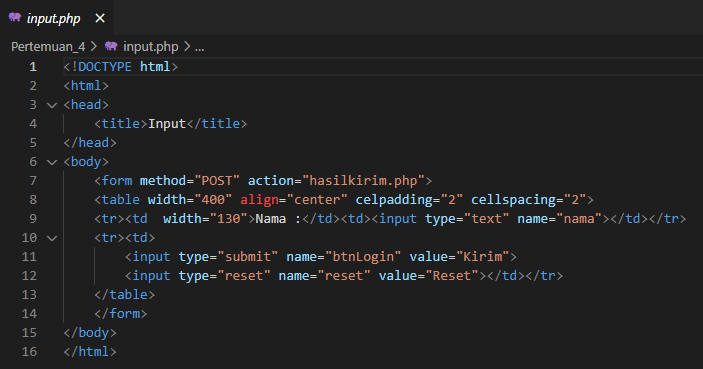 input.php
Pertemuan_4 > input.php > ...
1 <!DOCTYPE html>
2 <html>
3 <head>
4 <title>Input</title>
5 </head>
6 <body>
7 <form method="POST" action="hasilkirim.php">
8 <table width="400" align="center" celpadding="2" cellspacing="2">
9 <tr><td  width="130">Nama :</td><td><input type="text" name="nama"></td></tr>
10 <tr><td>
11 <input type="submit" name="btnLogin" value="Kirim">
12 <input type="reset" name="reset" value="Reset"></td></tr>
13 </table>
14 </form>
15 </body>
16 </html>